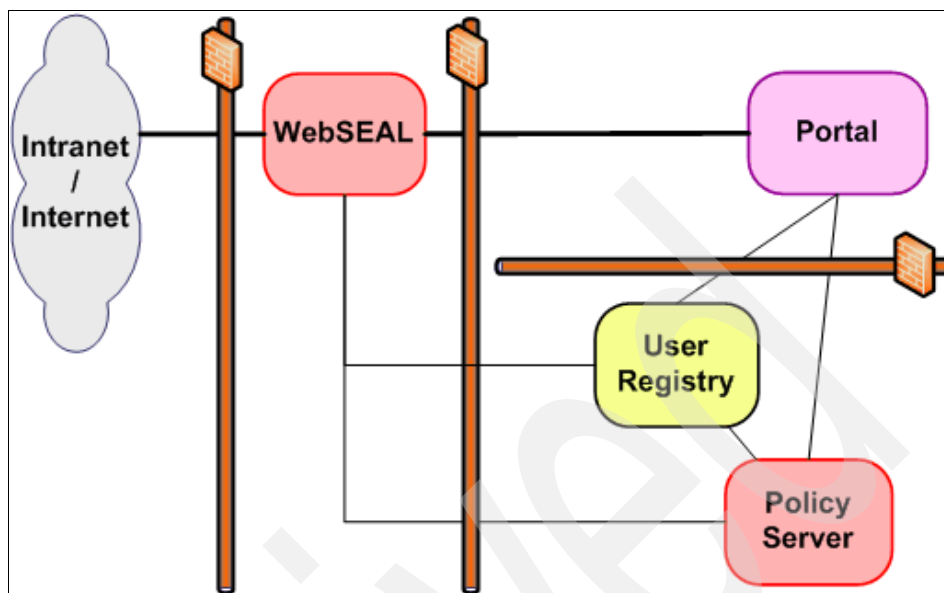 Intranet
/
Internet
WebSEAL
Portal
User
Registry
Policy
Server